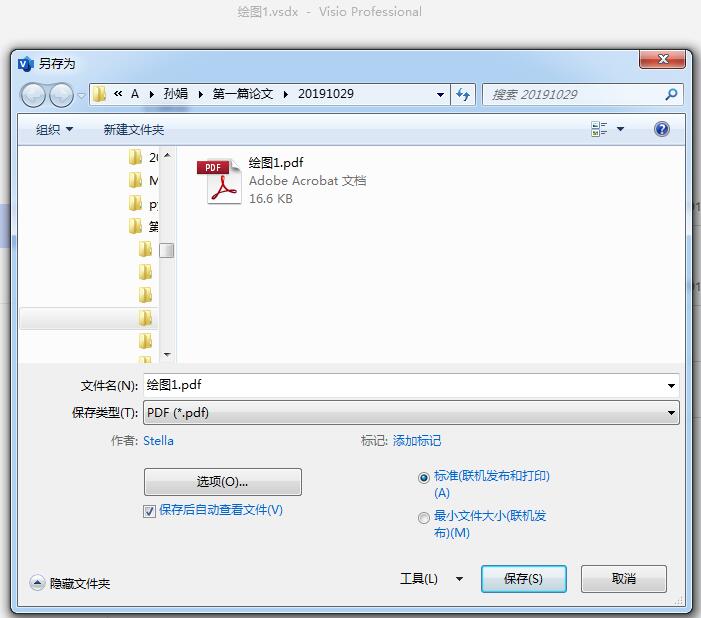 绘图1.vsdx - Visio Professional
另存为
« A 孙娟 第一篇论文 20191029
搜索 20191029
组织
新建文件夹
PDF
绘图1.pdf
Adobe Acrobat 文档
16.6 KB
文件名(N): 绘图1.pdf
保存类型(T): PDF (*.pdf)
作者: Stella
标记: 添加标记
选项(O)...
保存后自动查看文件(V)
标准(联机发布和打印)
(A)
最小文件大小(联机发
布)(M)
隐藏文件夹
工具(L)
保存(S)
取消